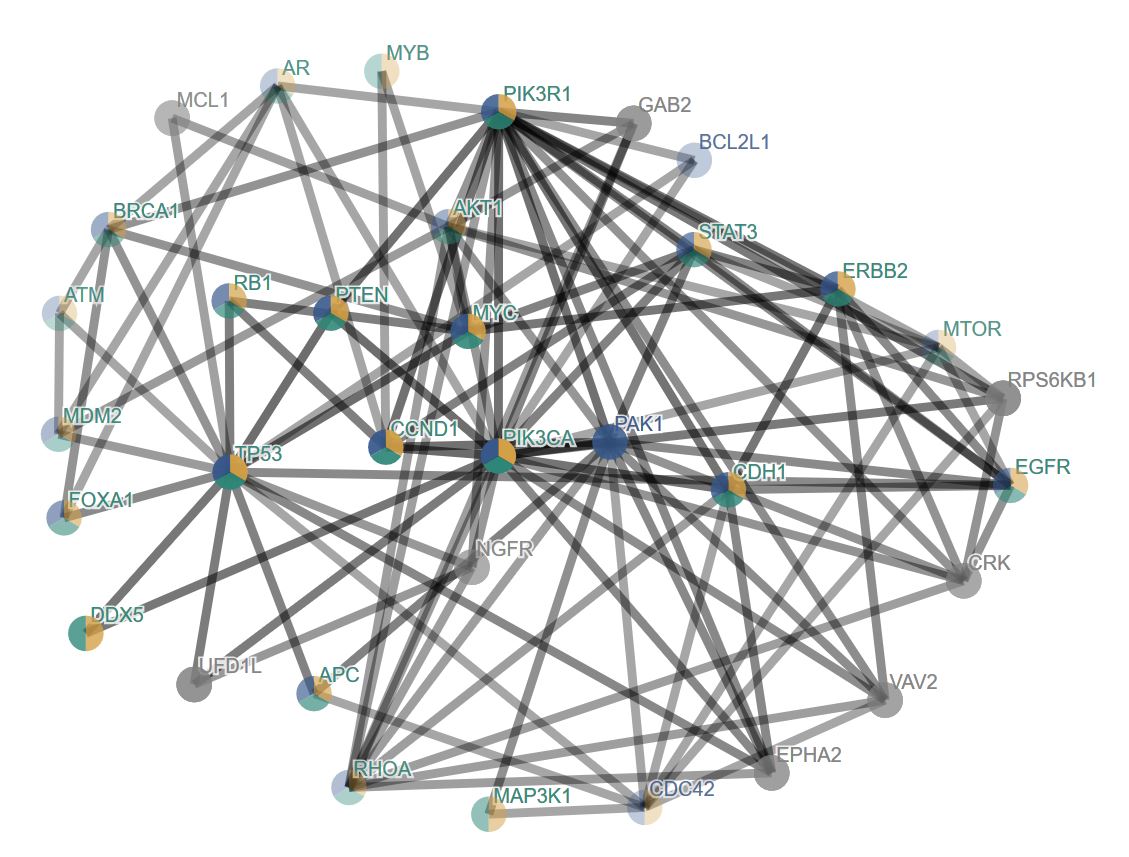 MYB
AR
PIK3R1
MCL1
GAB2
BCL2L1
BRCA1
AKT1
STAT3
ERBB2
RB1
ATM
PTEN
MYC
MTOR
RPS6KB1
MDM2
CCND1
PIK3CA
PAK1
TP53
CDH1
EGFR
FOXA1
NGFR
CRK
DDX5
UFD1L
APC
VAV2
RHOA
EPHA2
MAP3K1
CDC42